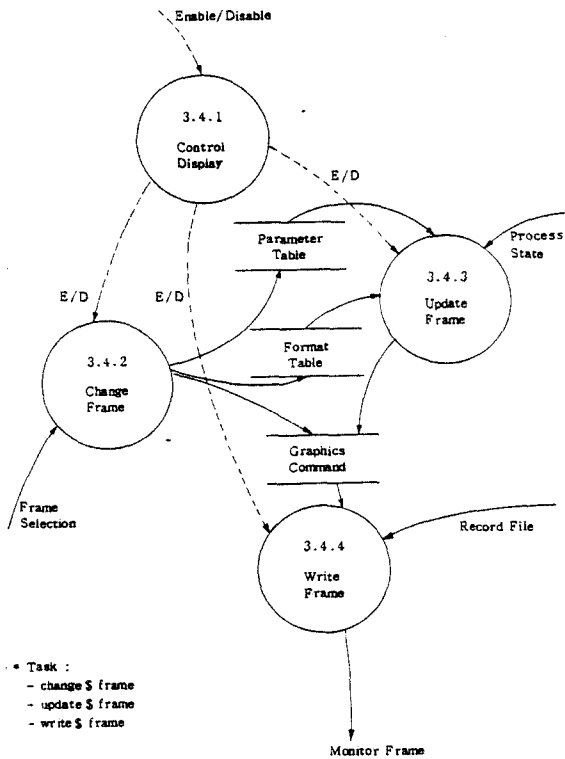 Enable/Disable
3.4.1
Control
Display
E/D
Parameter
Table
Process
State
3.4.3
Update
Frame
E/D
E/D
3.4.2
Change
Frame
Format
Table
Graphics
Command
Frame
Selection
Record File
3.4.4
Write
Frame
* Task :
- change $ frame
- update $ frame
- write $ frame
Monitor Frame